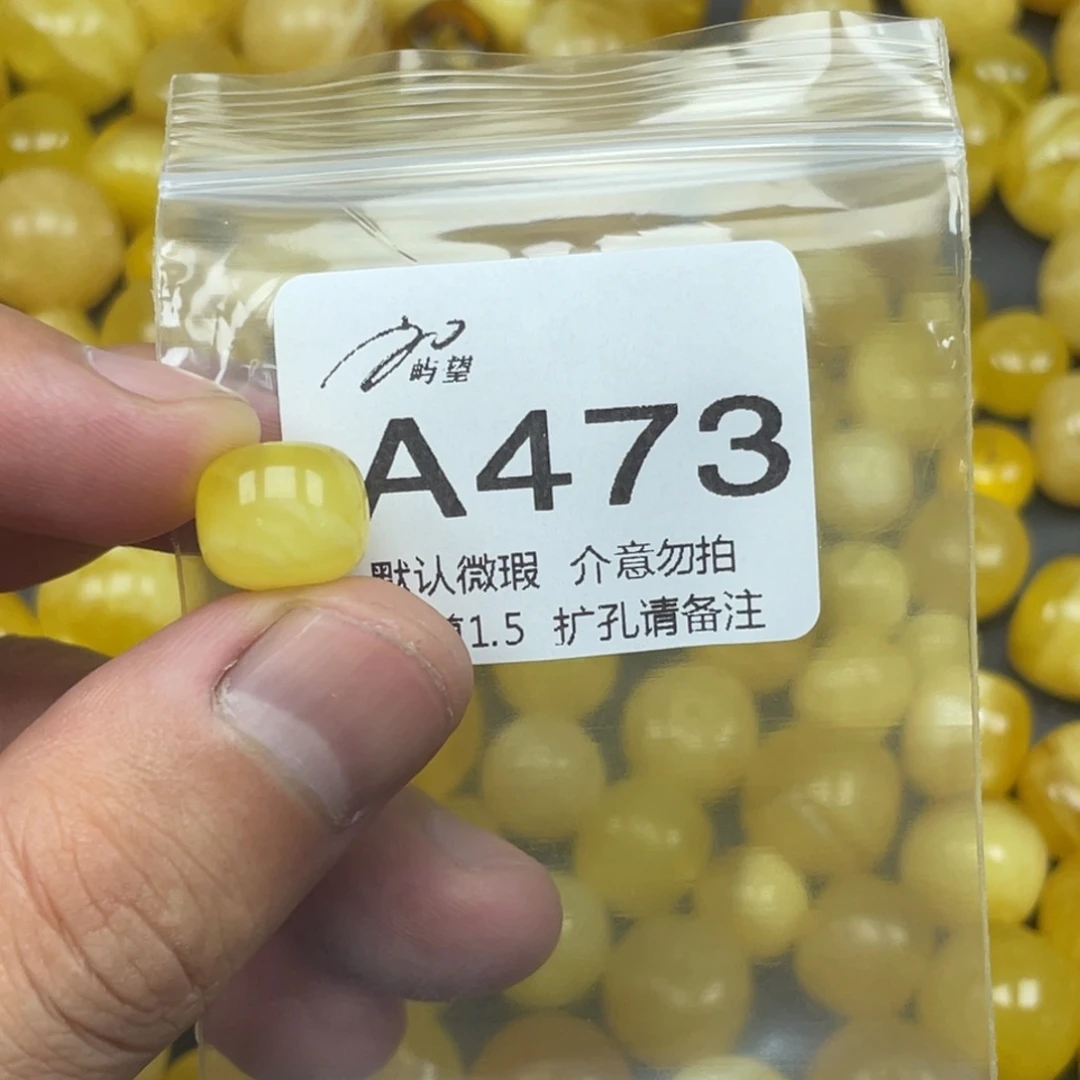 屿望
A473
默认微瑕 介意勿拍
1.5 扩孔请备注